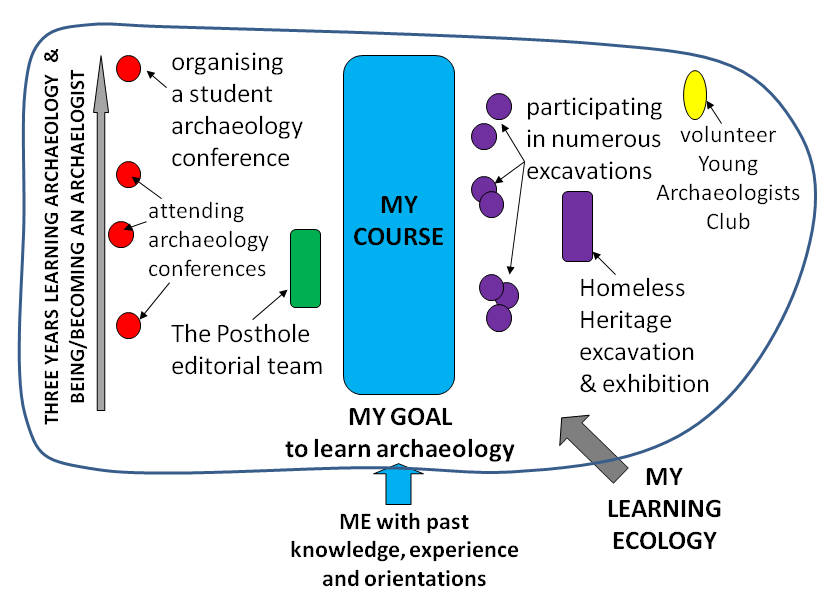 THREE YEARS LEARNING ARCHAEOLOGY &
BEING/BECOMING AN ARCHAELOGIST
organising
a student
archaeology
conference
attending
archaeology
conferences
The Posthole
editorial team
MY
COURSE
participating
in numerous
excavations
volunteer
Young
Archaeologists
Club
Homeless
Heritage
excavation
& exhibition
MY GOAL
to learn archaeology
ME with past
knowledge, experience
and orientations
MY
LEARNING
ECOLOGY